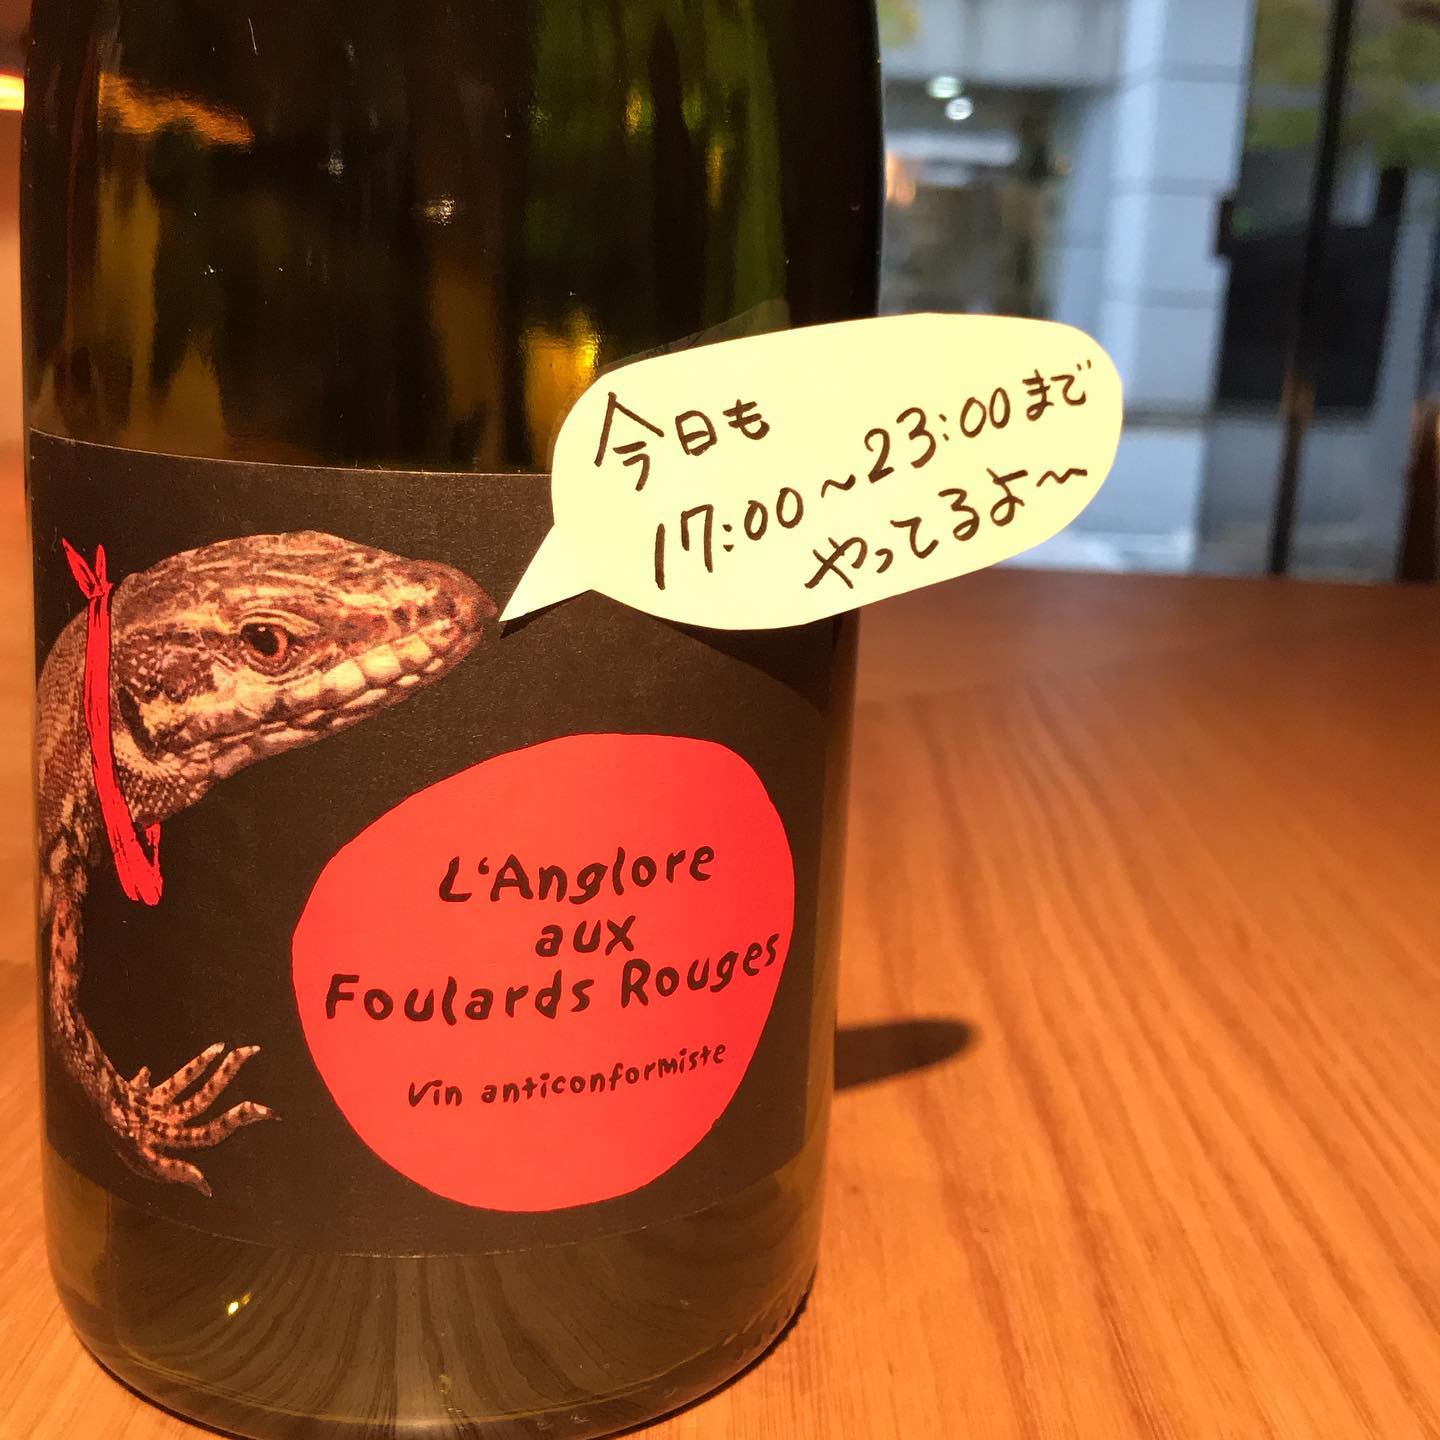 今日も
17:00~23:00まで
やってるよ〜
L'Anglore
aux
Foulards Rouges
Vin anticonformiste